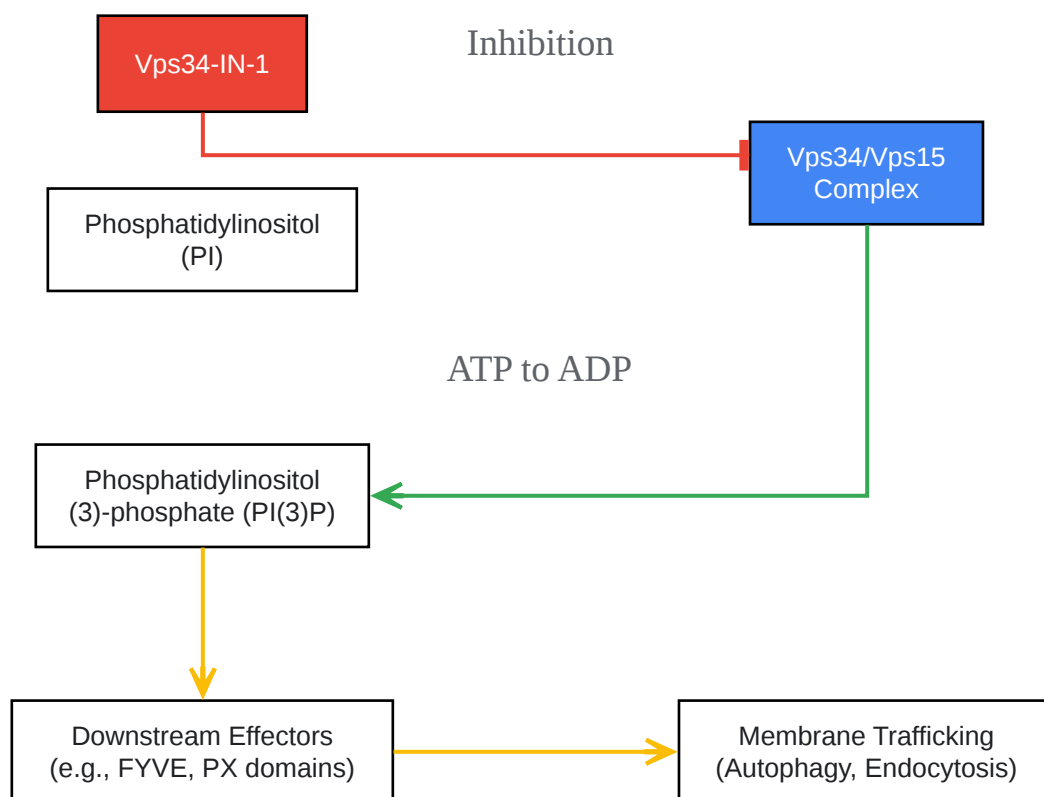 Inhibition
Vps34-IN-1
Vps34/Vps15
Complex
Phosphatidylinositol
(PI)
ATP to ADP
Phosphatidylinositol
(3)-phosphate (PI(3)P)
Downstream Effectors
(e.g., FYVE, PX domains)
Membrane Trafficking
(Autophagy, Endocytosis)